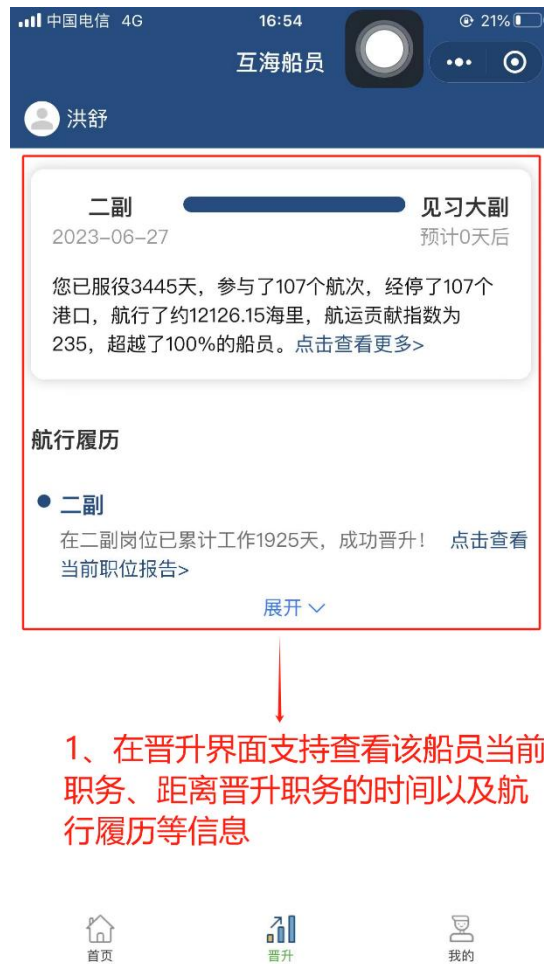 中国电信 4G
16:54
21%
互海船员
洪舒
二副
见习大副
2023-06-27
预计0天后
您已服役3445天，参与了107个航次，经停了107个
港口，航行了约12126.15海里，航运贡献指数为
235，超越了100%的船员。点击查看更多>
航行履历
二副
在二副岗位已累计工作1925天，成功晋升！ 点击查看
当前职位报告>
展开
1、在晋升界面支持查看该船员当前
职务、距离晋升职务的时间以及航
行履历等信息
首页
晋升
我的